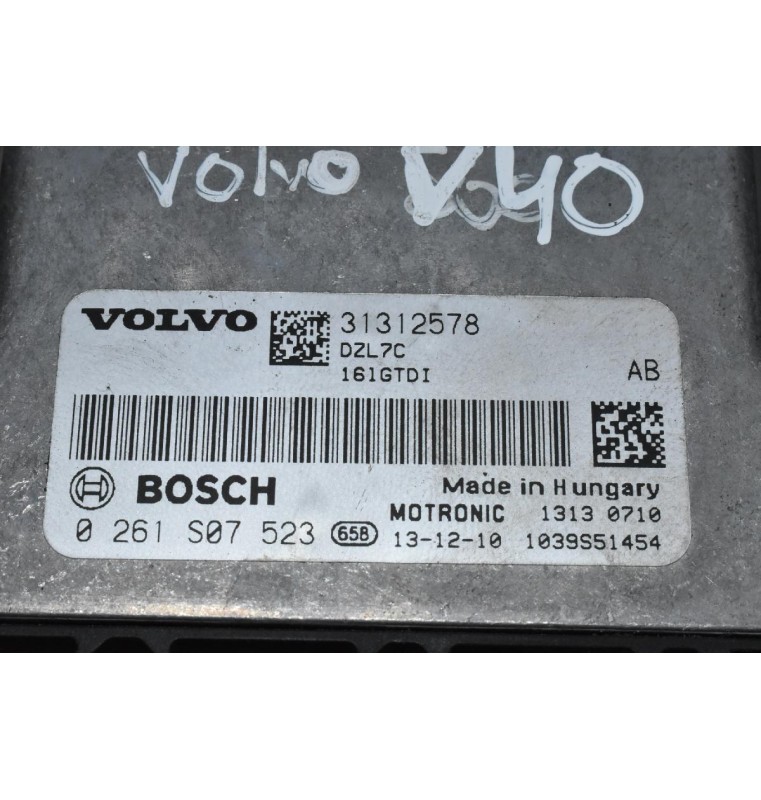 Volvo V40
VOLVO 31312578
DZL7C
161GTDI AB
BOSCH Made in Hungary
MOTRONIC 1313 0710
0 261 S07 523 658 13-12-10 1039S51454